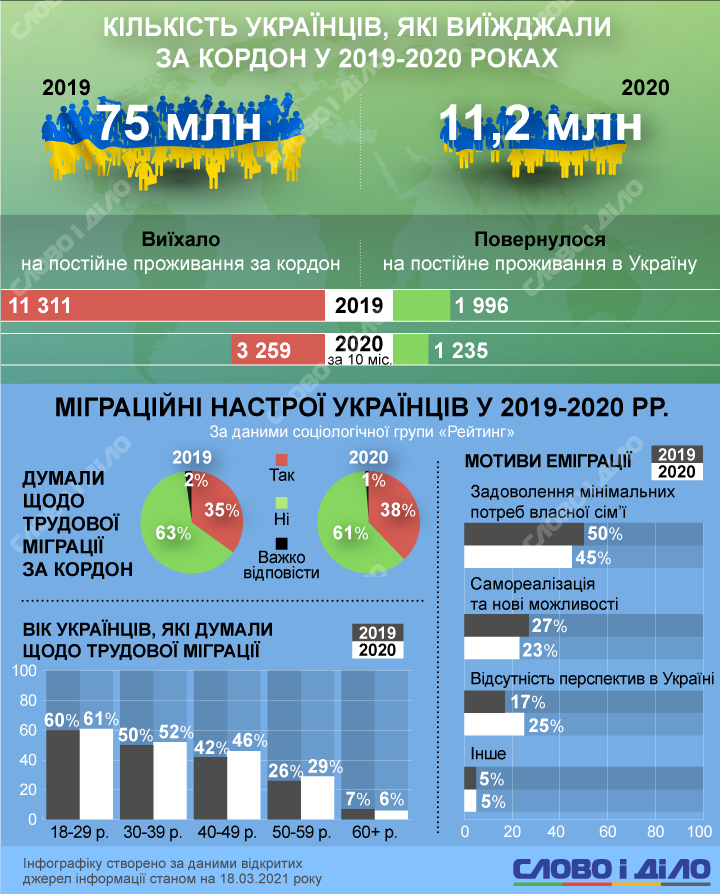 КІЛЬКІСТЬ УКРАЇНЦІВ, ЯКІ ВИЇЖДЖАЛИ
ЗА КОРДОН У 2019-2020 РОКАХ
2019
75 млн
2020
11,2 млн
Виїхало
на постійне проживання за кордон
Повернулося
на постійне проживання в Україну
11 311
2019
1 996
3 259
2020
за 10 міс.
1 235
МІГРАЦІЙНІ НАСТРОЇ УКРАЇНЦІВ У 2019-2020 РР.
За даними соціологічної групи «Рейтинг»
ДУМАЛИ
ЩОДО
ТРУДОВОЇ
МІГРАЦІЇ
ЗА КОРДОН
2019
2%
35%
63%
Так
Ні
Важко
відповісти
2020
1%
38%
61%
ВІК УКРАЇНЦІВ, ЯКІ ДУМАЛИ
ЩОДО ТРУДОВОЇ МІГРАЦІЇ
2019
2020
100
80
60
40
20
0
60% 61%
50% 52%
42% 46%
26% 29%
7% 6%
18-29 р. 30-39 р. 40-49 р. 50-59 р. 60+ р.
МОТИВИ ЕМІГРАЦІЇ
2019
2020
Задоволення мінімальних
потреб власної сім’ї
50%
45%
Самореалізація
та нові можливості
27%
23%
Відсутність перспектив в Україні
17%
25%
Інше
5%
5%
0 20 40 60 80 100
Інфографіку створено за даними відкритих
джерел інформації станом на 18.03.2021 року
СЛОВО І ДІЛО